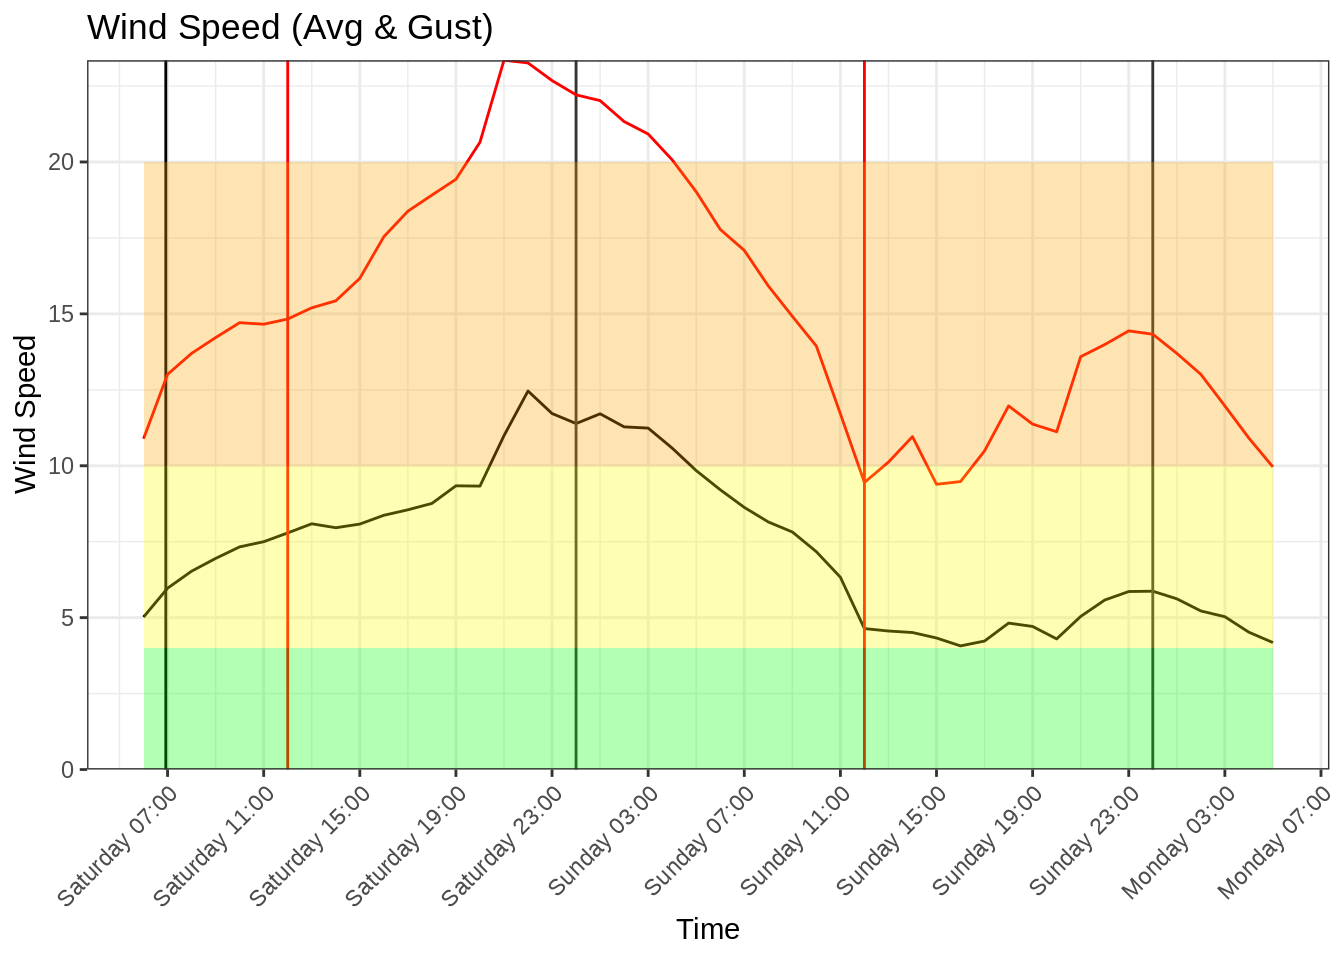 Wind Speed (Avg & Gust)
Wind Speed
20
15
10
5
0
Saturday 07:00
Saturday 11:00
Saturday 15:00
Saturday 19:00
Saturday 23:00
Sunday 03:00
Sunday 07:00
Sunday 11:00
Sunday 15:00
Sunday 19:00
Sunday 23:00
Monday 03:00
Monday 07:00
Time